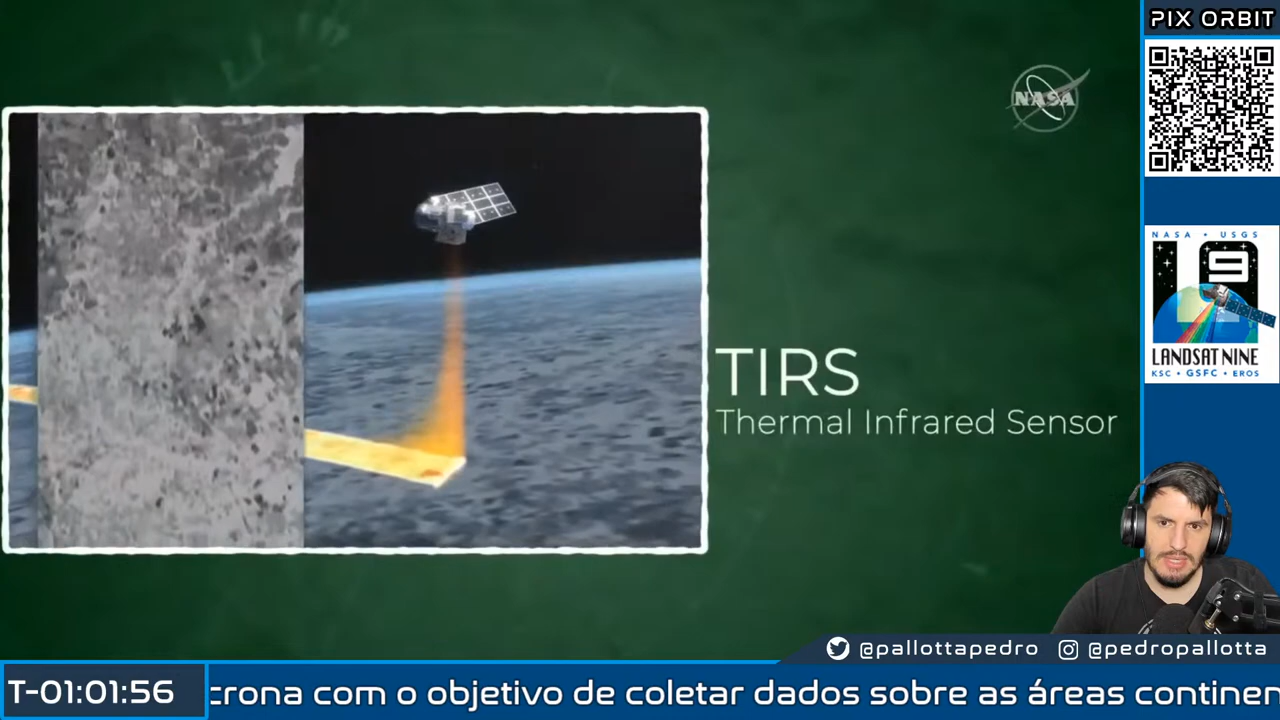 PIX ORBIT
NASA
NASA • USGS
L9
LANDSAT NINE
KSC • GSFC • EROS
TIRS
Thermal Infrared Sensor
@pallottapedro
@pedropallotta
T-01:01:56
crona com o objetivo de coletar dados sobre as áreas continen